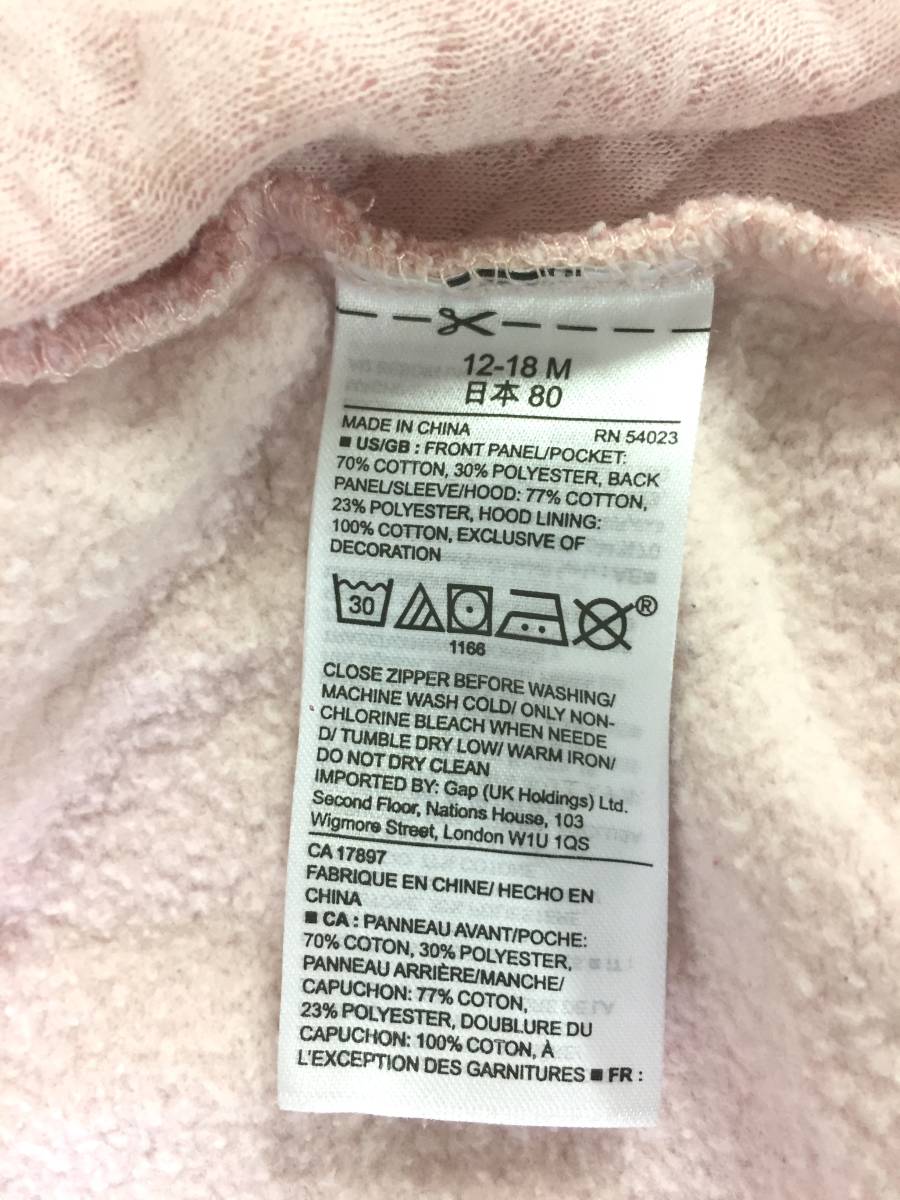 12-18 M
日本 80
MADE IN CHINA RN 54023
■ US/GB : FRONT PANEL/POCKET:
70% COTTON, 30% POLYESTER, BACK
PANEL/SLEEVE/HOOD: 77% COTTON,
23% POLYESTER, HOOD LINING:
100% COTTON, EXCLUSIVE OF
DECORATION
30
®
1166
CLOSE ZIPPER BEFORE WASHING/
MACHINE WASH COLD/ ONLY NON-
CHLORINE BLEACH WHEN NEEDE
D/ TUMBLE DRY LOW/ WARM IRON/
DO NOT DRY CLEAN
IMPORTED BY: Gap (UK Holdings) Ltd.
Second Floor, Nations House, 103
Wigmore Street, London W1U 1QS
CA 17897
FABRIQUE EN CHINE/ HECHO EN
CHINA
■ CA : PANNEAU AVANT/POCHE:
70% COTON, 30% POLYESTER,
PANNEAU ARRIÈRE/MANCHE/
CAPUCHON: 77% COTON,
23% POLYESTER, DOUBLURE DU
CAPUCHON: 100% COTON, À
L'EXCEPTION DES GARNITURES ■ FR :